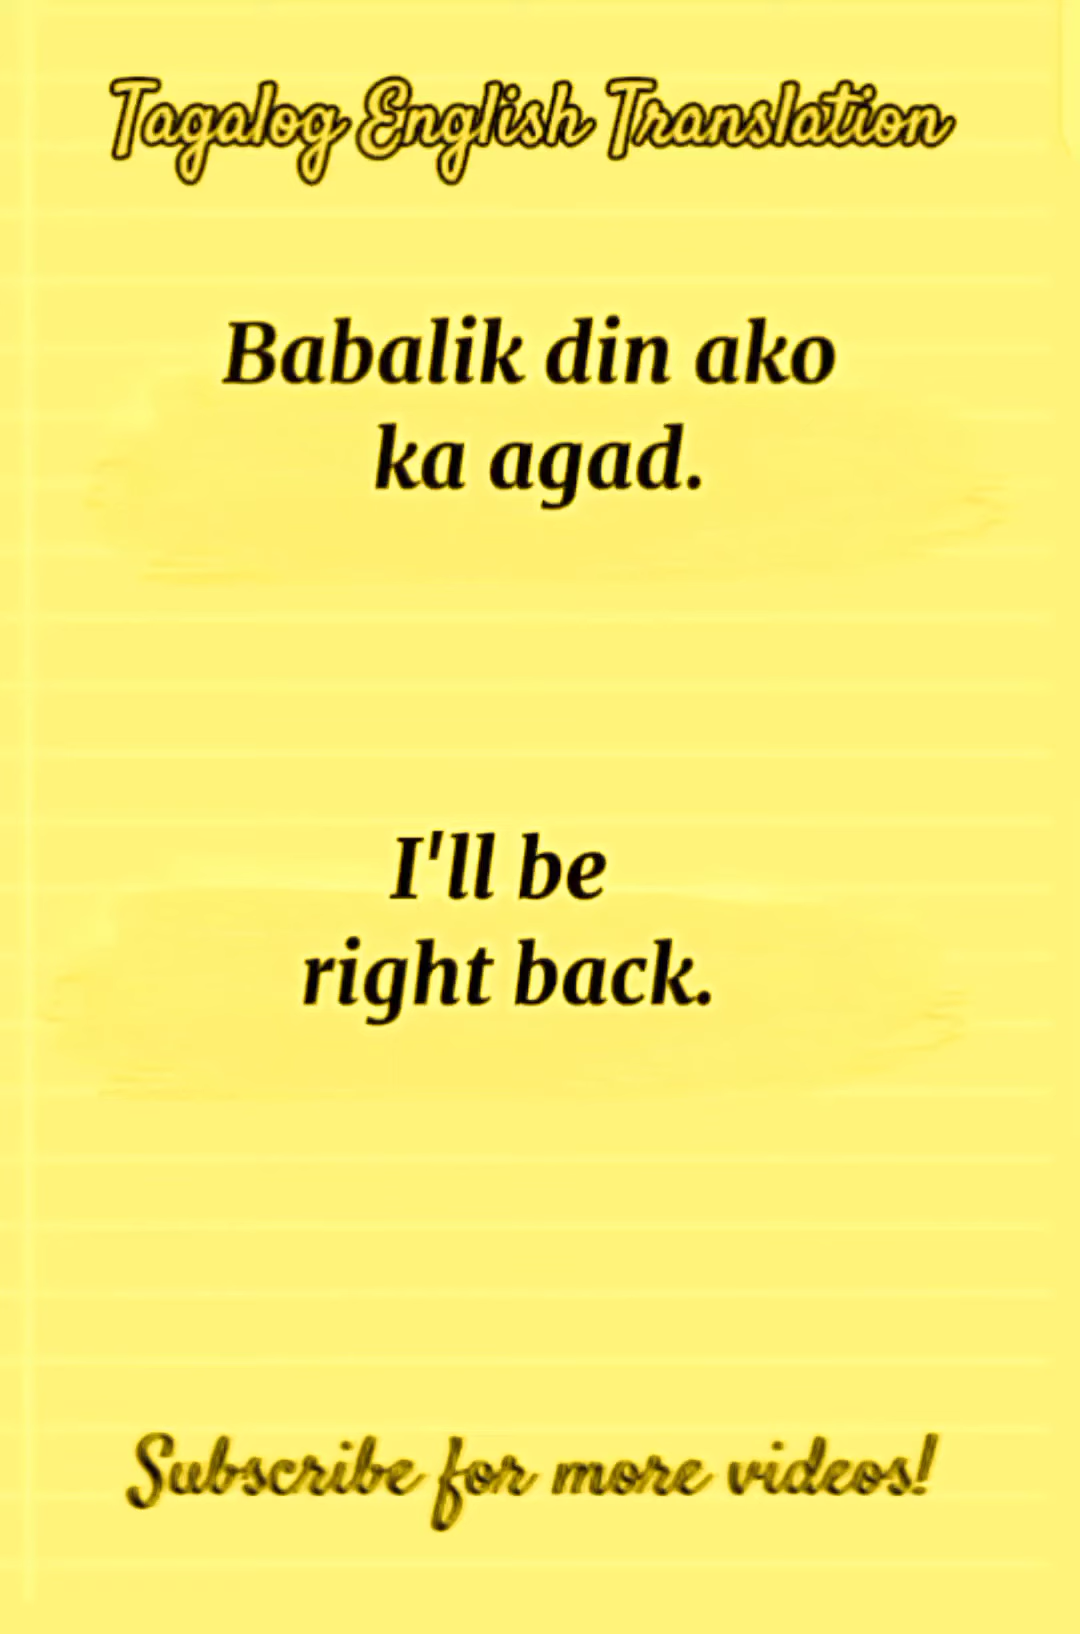 Tagalog English Translation
Babalik din ako
ka agad.
I'll be
right back.
Subscribe for more videos!